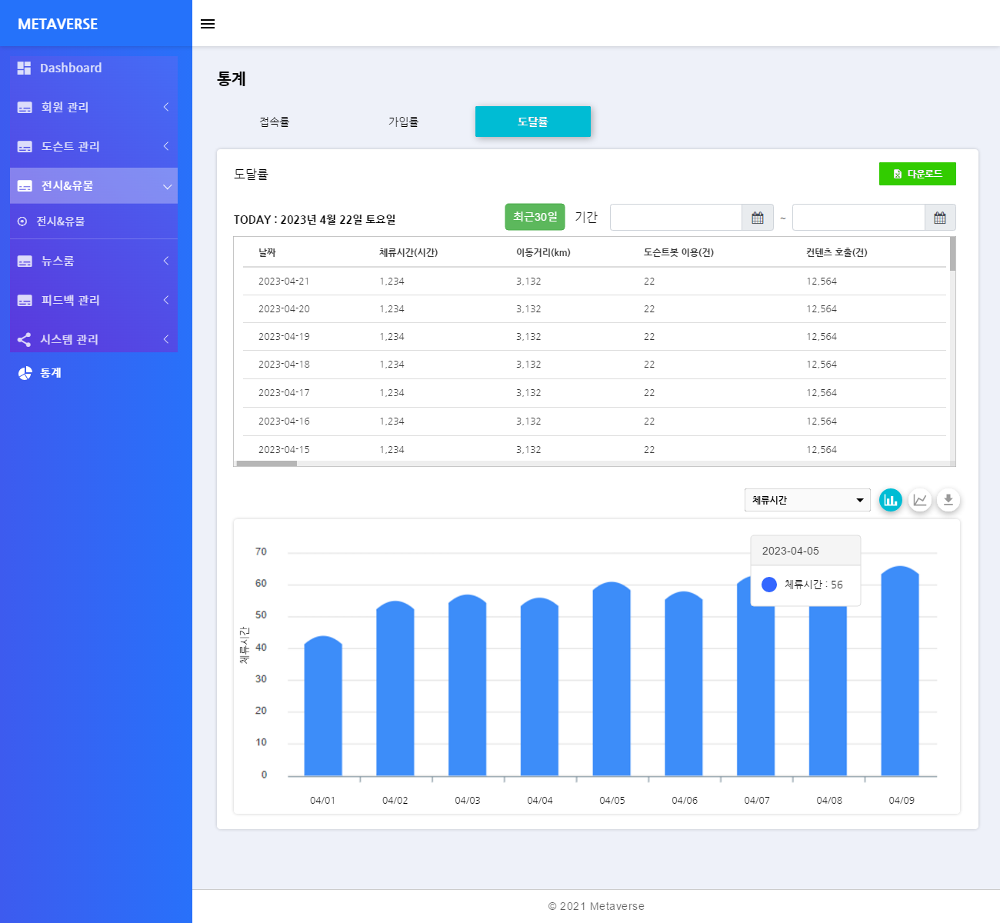 METAVERSE
Dashboard
회원 관리
도슨트 관리
전시&유물
전시&유물
뉴스룸
피드백 관리
시스템 관리
통계
통계
접속률 가입률 도달률
도달률 다운로드
TODAY : 2023년 4월 22일 토요일 최근30일 기간 ~
날짜 체류시간(시간) 이동거리(km) 도슨트봇 이용(건) 컨텐츠 호출(건)
2023-04-21 1,234 3,132 22 12,564
2023-04-20 1,234 3,132 22 12,564
2023-04-19 1,234 3,132 22 12,564
2023-04-18 1,234 3,132 22 12,564
2023-04-17 1,234 3,132 22 12,564
2023-04-16 1,234 3,132 22 12,564
2023-04-15 1,234 3,132 22 12,564
체류시간
2023-04-05
체류시간 : 56
체류시간
70
60
50
40
30
20
10
0
04/01 04/02 04/03 04/04 04/05 04/06 04/07 04/08 04/09
© 2021 Metaverse